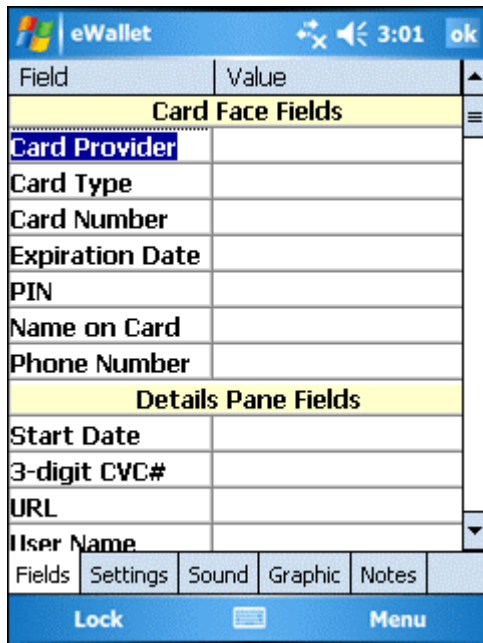 eWallet 3:01 ok
Field Value
Card Face Fields
Card Provider
Card Type
Card Number
Expiration Date
PIN
Name on Card
Phone Number
Details Pane Fields
Start Date
3-digit CVC#
URL
User Name
Fields Settings Sound Graphic Notes
Lock Menu